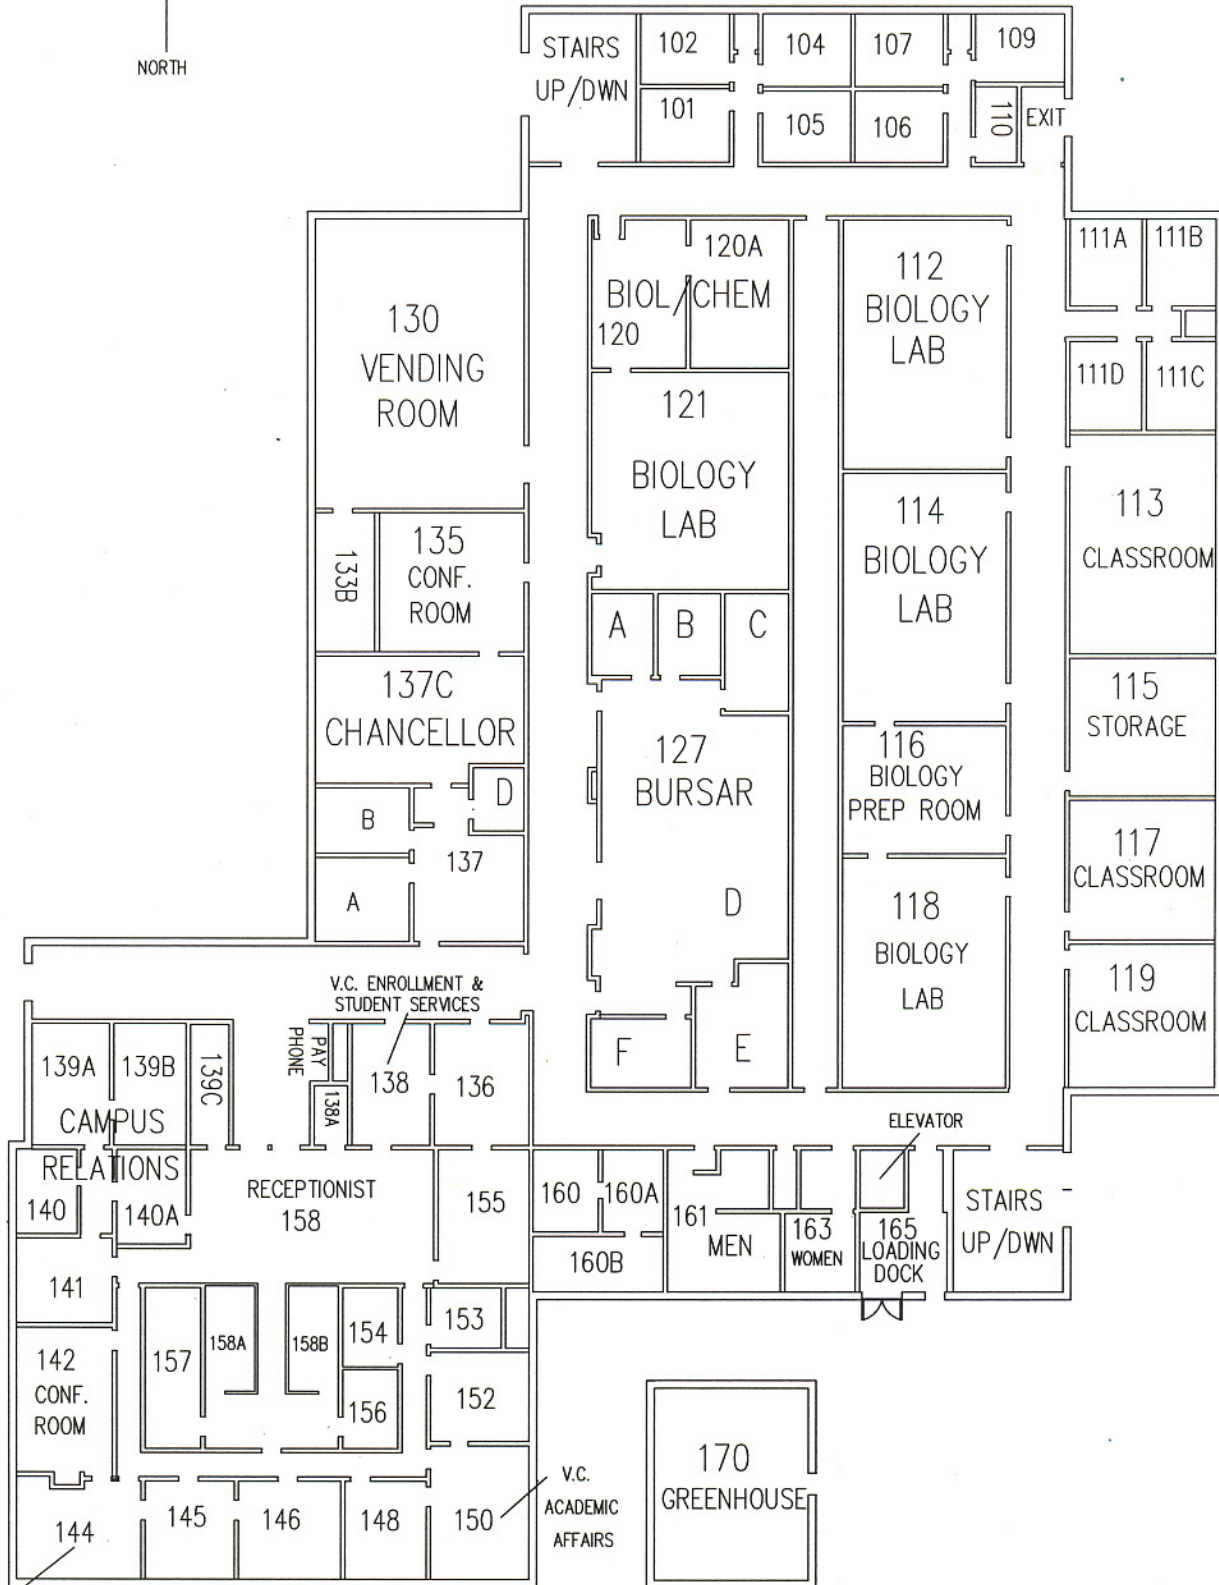 NORTH
STAIRS
UP/DWN
102
104
107
109
101
105
106
110
EXIT
111A
111B
120A
BIOL/CHEM
120
112
BIOLOGY
LAB
130
VENDING
ROOM
111D
111C
121
BIOLOGY
LAB
113
CLASSROOM
114
BIOLOGY
LAB
133B
135
CONF.
ROOM
A
B
C
137C
CHANCELLOR
115
STORAGE
127
BURSAR
116
BIOLOGY
PREP ROOM
D
B
137
A
117
CLASSROOM
D
118
BIOLOGY
LAB
119
CLASSROOM
V.C. ENROLLMENT &
STUDENT SERVICES
F
E
139A
139B
139C
PAY
PHONE
138
138A
136
CAMPUS
RELATIONS
ELEVATOR
140
140A
RECEPTIONIST
158
155
160
160A
160B
161
MEN
163
WOMEN
165
LOADING
DOCK
STAIRS
UP/DWN
141
153
154
158A
158B
157
142
CONF.
ROOM
156
152
170
GREENHOUSE
V.C.
ACADEMIC
AFFAIRS
144
145
146
148
150